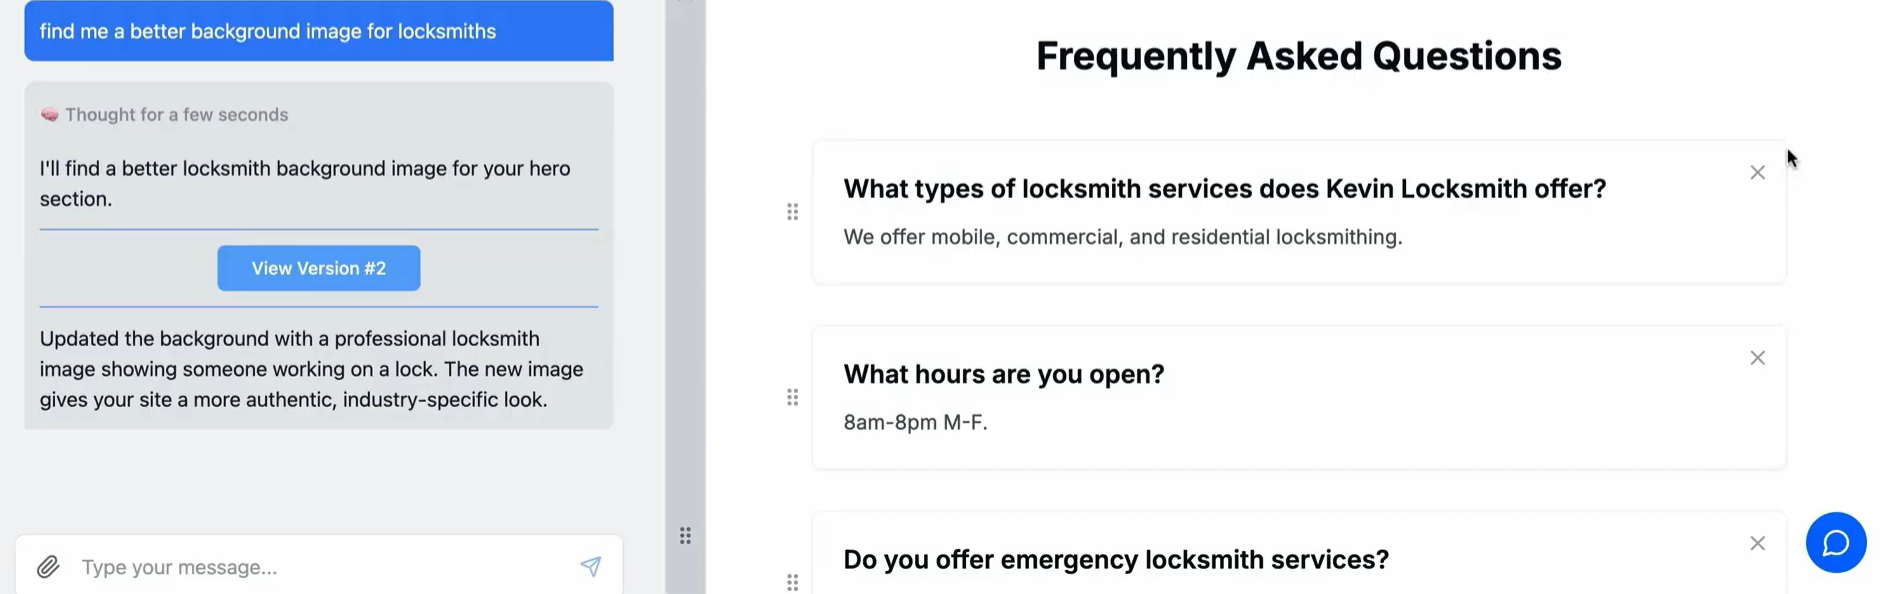 find me a better background image for locksmiths
Thought for a few seconds
I'll find a better locksmith background image for your hero
section.
View Version #2
Updated the background with a professional locksmith
image showing someone working on a lock. The new image
gives your site a more authentic, industry-specific look.
Type your message...
Frequently Asked Questions
What types of locksmith services does Kevin Locksmith offer?
We offer mobile, commercial, and residential locksmithing.
What hours are you open?
8am-8pm M-F.
Do you offer emergency locksmith services?